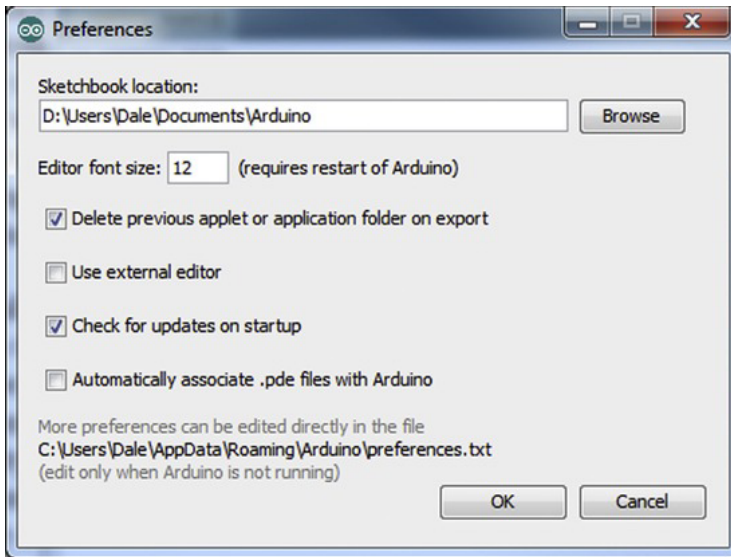 Preferences
Sketchbook location:
D:\Users\Dale\Documents\Arduino
Browse
Editor font size: 12 (requires restart of Arduino)
Delete previous applet or application folder on export
Use external editor
Check for updates on startup
Automatically associate .pde files with Arduino
More preferences can be edited directly in the file
C:\Users\Dale\AppData\Roaming\Arduino\preferences.txt
(edit only when Arduino is not running)
OK
Cancel